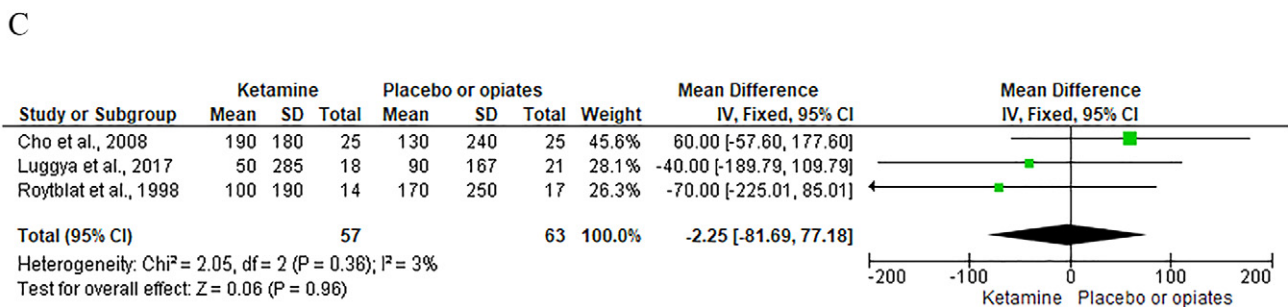 C
Ketamine Placebo or opiates Mean Difference Mean Difference
Study or Subgroup Mean SD Total Mean SD Total Weight IV, Fixed, 95% CI IV, Fixed, 95% CI
Cho et al., 2008 190 180 25 130 240 25 45.6% 60.00 [-57.60, 177.60]
Luggya et al., 2017 50 285 18 90 167 21 28.1% -40.00 [-189.79, 109.79]
Roytblat et al., 1998 100 190 14 170 250 17 26.3% -70.00 [-225.01, 85.01]
Total (95% CI) 57 63 100.0% -2.25 [-81.69, 77.18]
Heterogeneity: Chi² = 2.05, df = 2 (P = 0.36); I² = 3%
Test for overall effect: Z = 0.06 (P = 0.96)
-200 -100 0 100 200
Ketamine Placebo or opiates